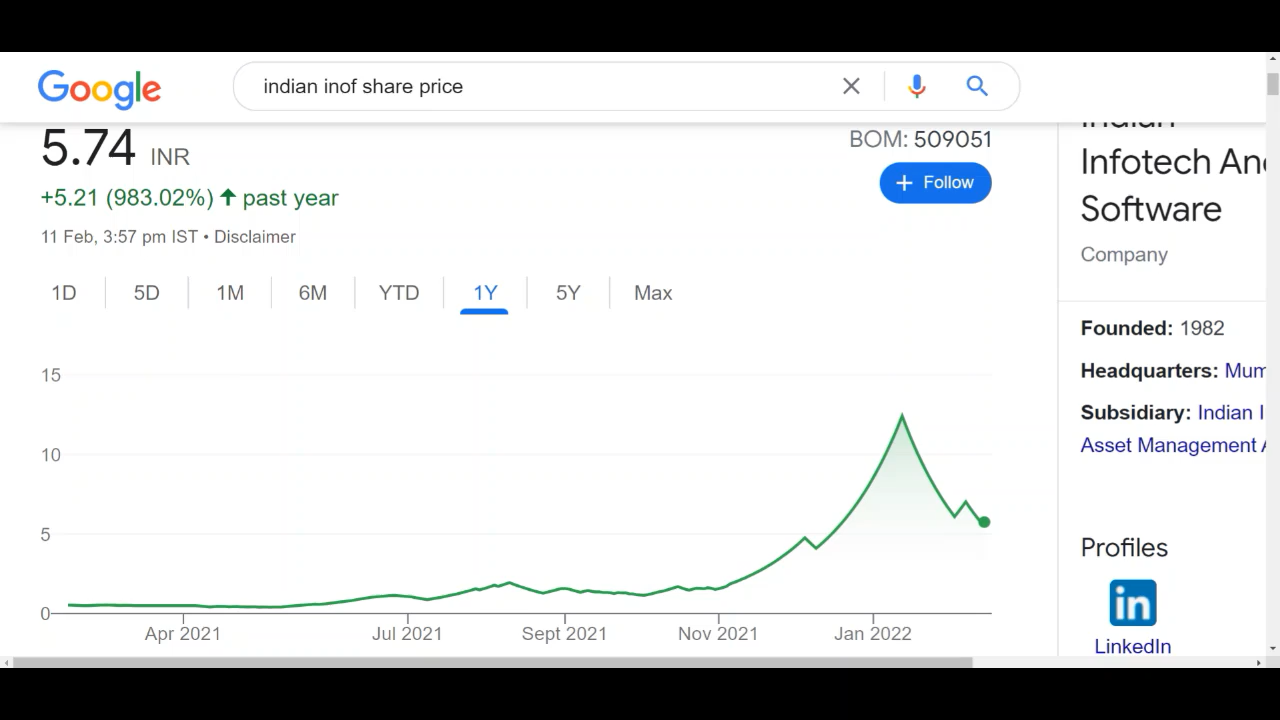 Google
indian inof share price
5.74 INR
BOM: 509051
+ Follow
+5.21 (983.02%) ↑ past year
11 Feb, 3:57 pm IST • Disclaimer
1D 5D 1M 6M YTD 1Y 5Y Max
15
10
5
0
Apr 2021 Jul 2021 Sept 2021 Nov 2021 Jan 2022
Indian
Infotech An
Software
Company
Founded: 1982
Headquarters: Mum
Subsidiary: Indian I
Asset Management A
Profiles
in
LinkedIn